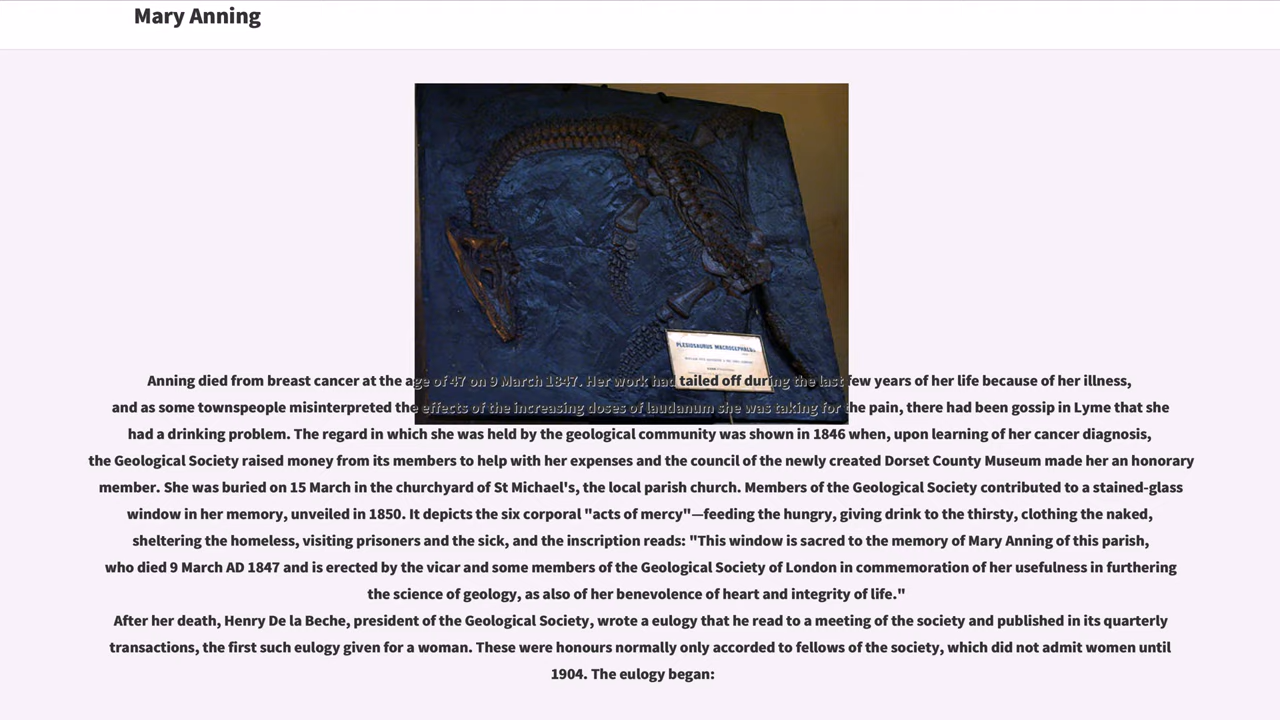 Mary Anning
PLESIOSAURUS MACROCEPHALUS
Anning died from breast cancer at the age of 47 on 9 March 1847. Her work had tailed off during the last few years of her life because of her illness,
and as some townspeople misinterpreted the effects of the increasing doses of laudanum she was taking for the pain, there had been gossip in Lyme that she
had a drinking problem. The regard in which she was held by the geological community was shown in 1846 when, upon learning of her cancer diagnosis,
the Geological Society raised money from its members to help with her expenses and the council of the newly created Dorset County Museum made her an honorary
member. She was buried on 15 March in the churchyard of St Michael's, the local parish church. Members of the Geological Society contributed to a stained-glass
window in her memory, unveiled in 1850. It depicts the six corporal "acts of mercy"—feeding the hungry, giving drink to the thirsty, clothing the naked,
sheltering the homeless, visiting prisoners and the sick, and the inscription reads: "This window is sacred to the memory of Mary Anning of this parish,
who died 9 March AD 1847 and is erected by the vicar and some members of the Geological Society of London in commemoration of her usefulness in furthering
the science of geology, as also of her benevolence of heart and integrity of life."
After her death, Henry De la Beche, president of the Geological Society, wrote a eulogy that he read to a meeting of the society and published in its quarterly
transactions, the first such eulogy given for a woman. These were honours normally only accorded to fellows of the society, which did not admit women until
1904. The eulogy began: